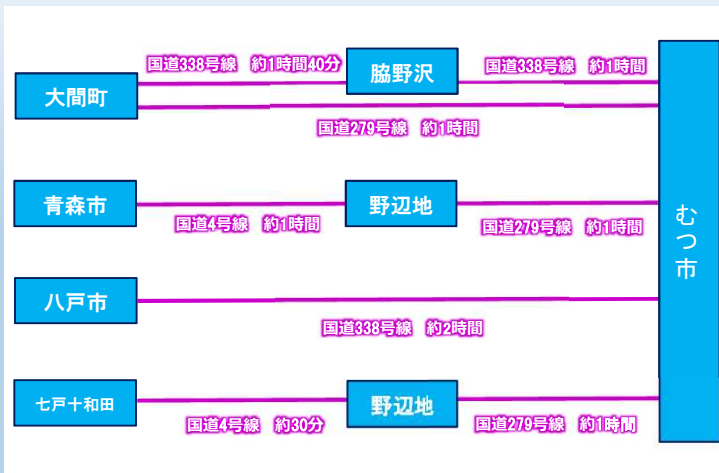 国道338号線　約1時間40分
脇野沢
国道338号線　約1時間
大間町
国道279号線　約1時間
青森市
野辺地
国道4号線　約1時間
国道279号線　約1時間
むつ市
八戸市
国道338号線　約2時間
七戸十和田
野辺地
国道4号線　約30分
国道279号線　約1時間